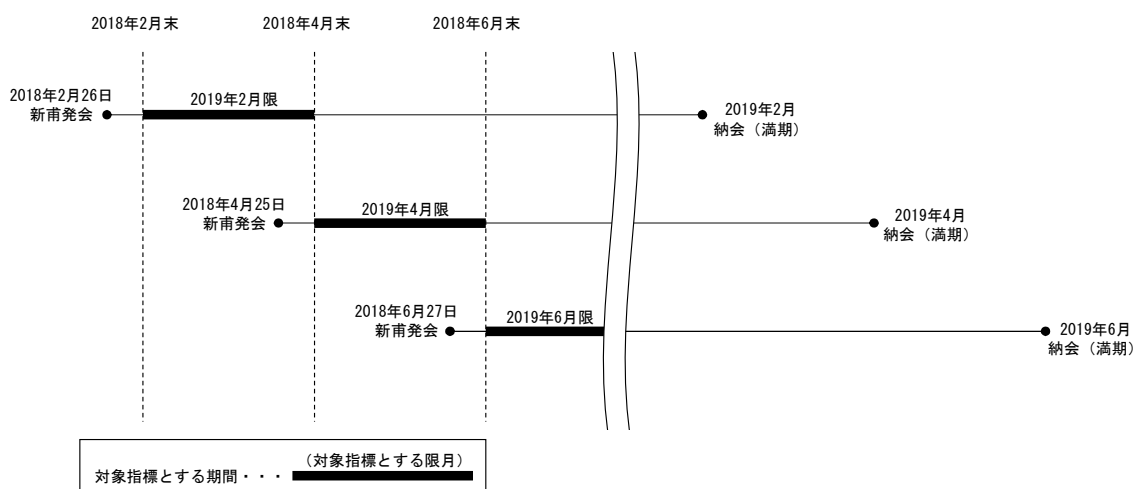 2018年2月末
2018年4月末
2018年6月末
2018年2月26日
新甫発会
2019年2月限
2019年2月
納会（満期）
2018年4月25日
新甫発会
2019年4月限
2019年4月
納会（満期）
2018年6月27日
新甫発会
2019年6月限
2019年6月
納会（満期）
（対象指標とする限月）
対象指標とする期間・・・